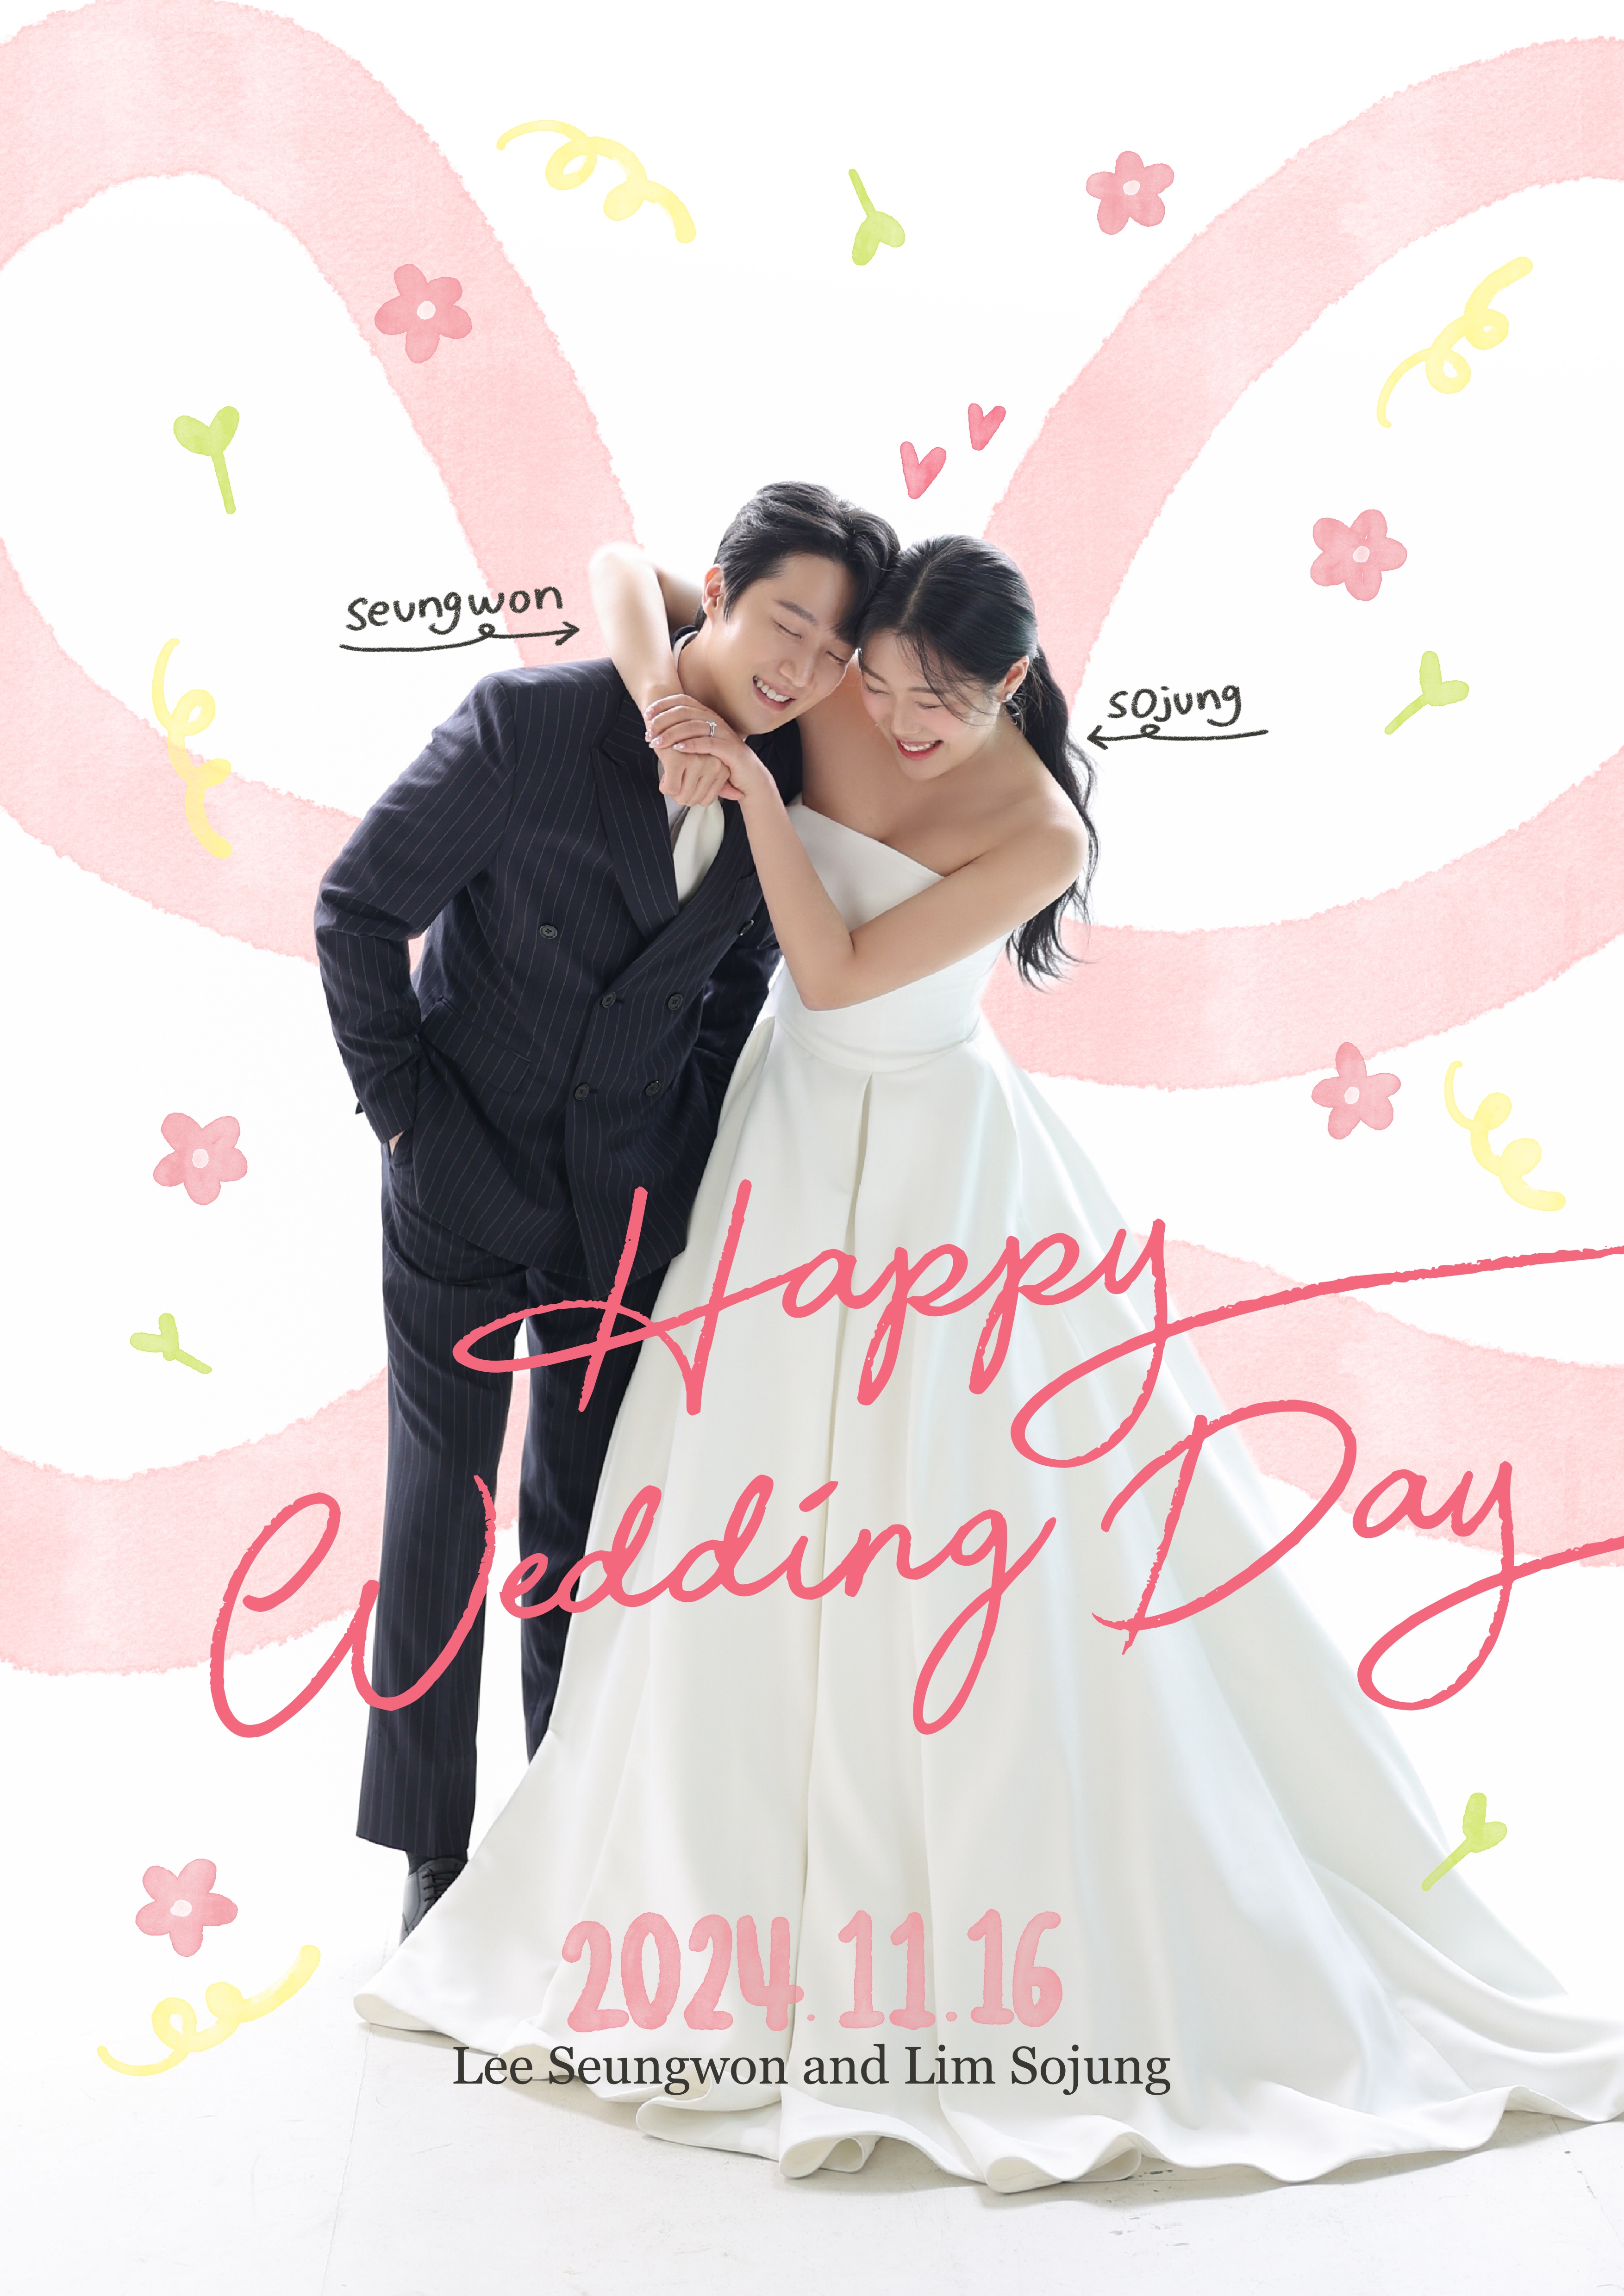 seungwon
sojung
Happy
Wedding Day
2024.11.16
Lee Seungwon and Lim Sojung